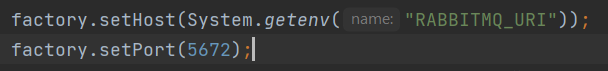 factory.setHost(System.getenv( name: "RABBITMQ_URI"));
factory.setPort(5672);